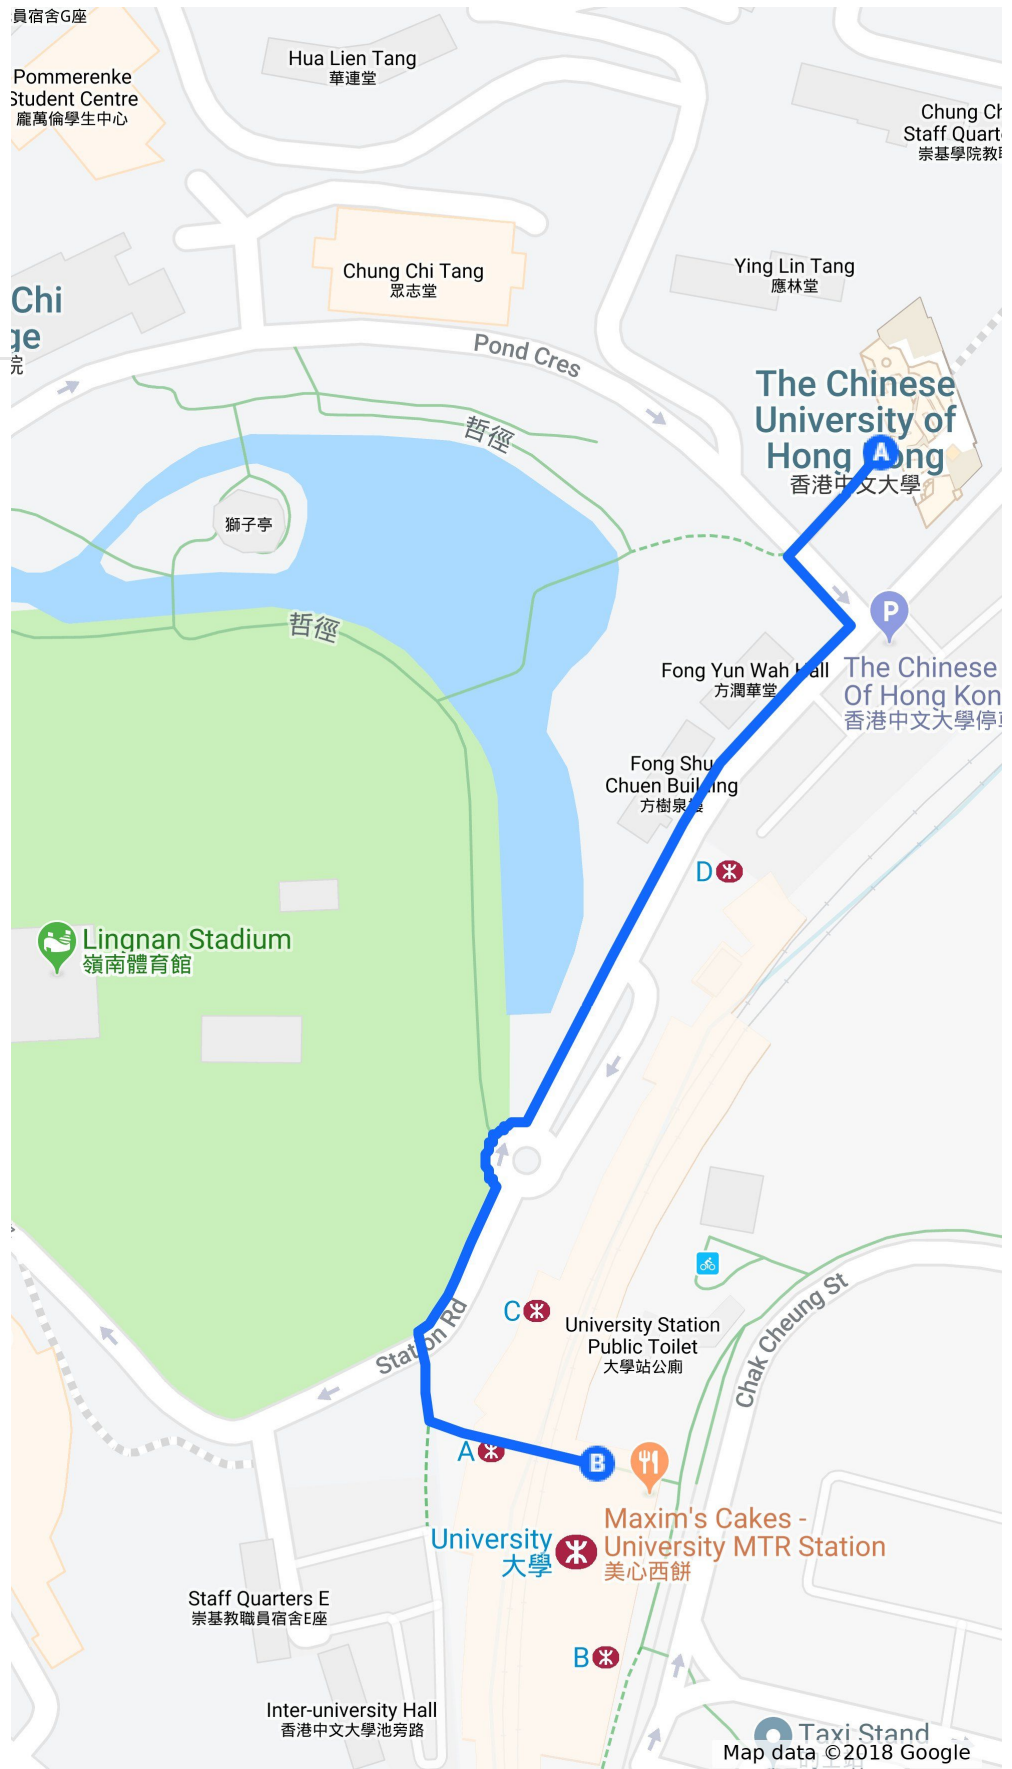 員宿舍G座
Hua Lien Tang
華連堂
Pommerenke
Student Centre
龐萬倫學生中心
Chung Ch
Staff Quart
崇基學院教
Chung Chi Tang
眾志堂
Ying Lin Tang
應林堂
Chi
ge
院
Pond Cres
The Chinese
University of
Hong Kong
香港中文大學
A
哲徑
獅子亭
哲徑
P
Fong Yun Wah Hall
方潤華堂
The Chinese
Of Hong Kon
香港中文大學停
Fong Shu
Chuen Building
方樹泉樓
D
Lingnan Stadium
嶺南體育館
C
University Station
Public Toilet
大學站公廁
Station Rd
Chak Cheung St
A
B
Maxim's Cakes -
University MTR Station
美心西餅
University
大學
Staff Quarters E
崇基教職員宿舍E座
B
Inter-university Hall
香港中文大學池旁路
Taxi Stand
Map data ©2018 Google